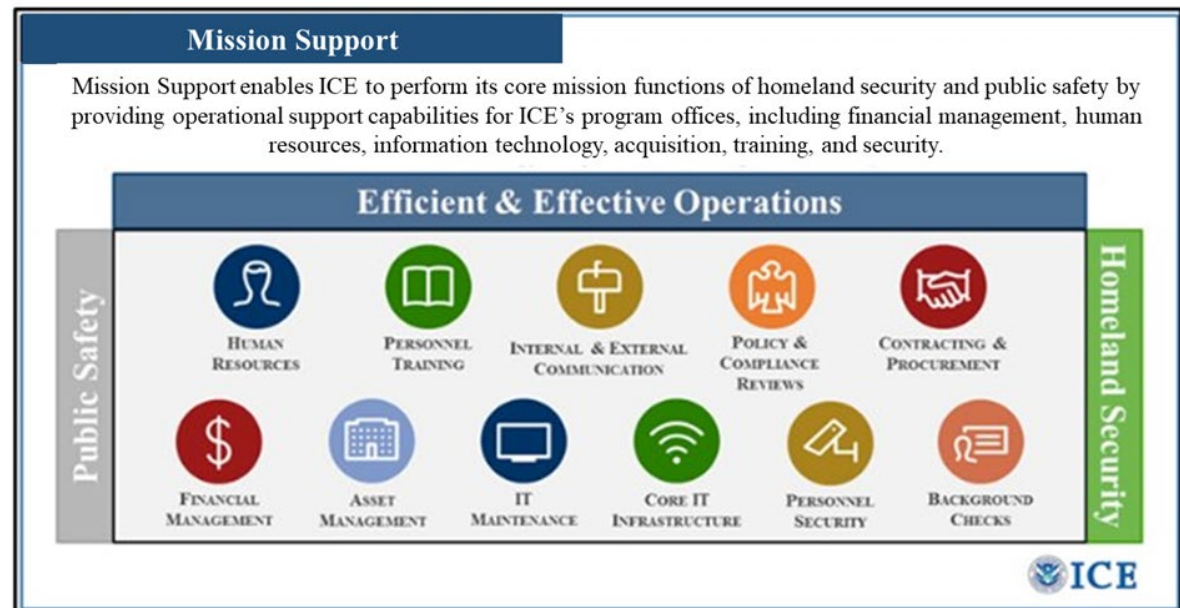 Mission Support
Mission Support enables ICE to perform its core mission functions of homeland security and public safety by
providing operational support capabilities for ICE's program offices, including financial management, human
resources, information technology, acquisition, training, and security.
Efficient & Effective Operations
Public Safety
HUMAN
RESOURCES
PERSONNEL
TRAINING
INTERNAL & EXTERNAL
COMMUNICATION
POLICY &
COMPLIANCE
REVIEWS
CONTRACTING &
PROCUREMENT
FINANCIAL
MANAGEMENT
ASSET
MANAGEMENT
IT
MAINTENANCE
CORE IT
INFRASTRUCTURE
PERSONNEL
SECURITY
BACKGROUND
CHECKS
Homeland Security
ICE